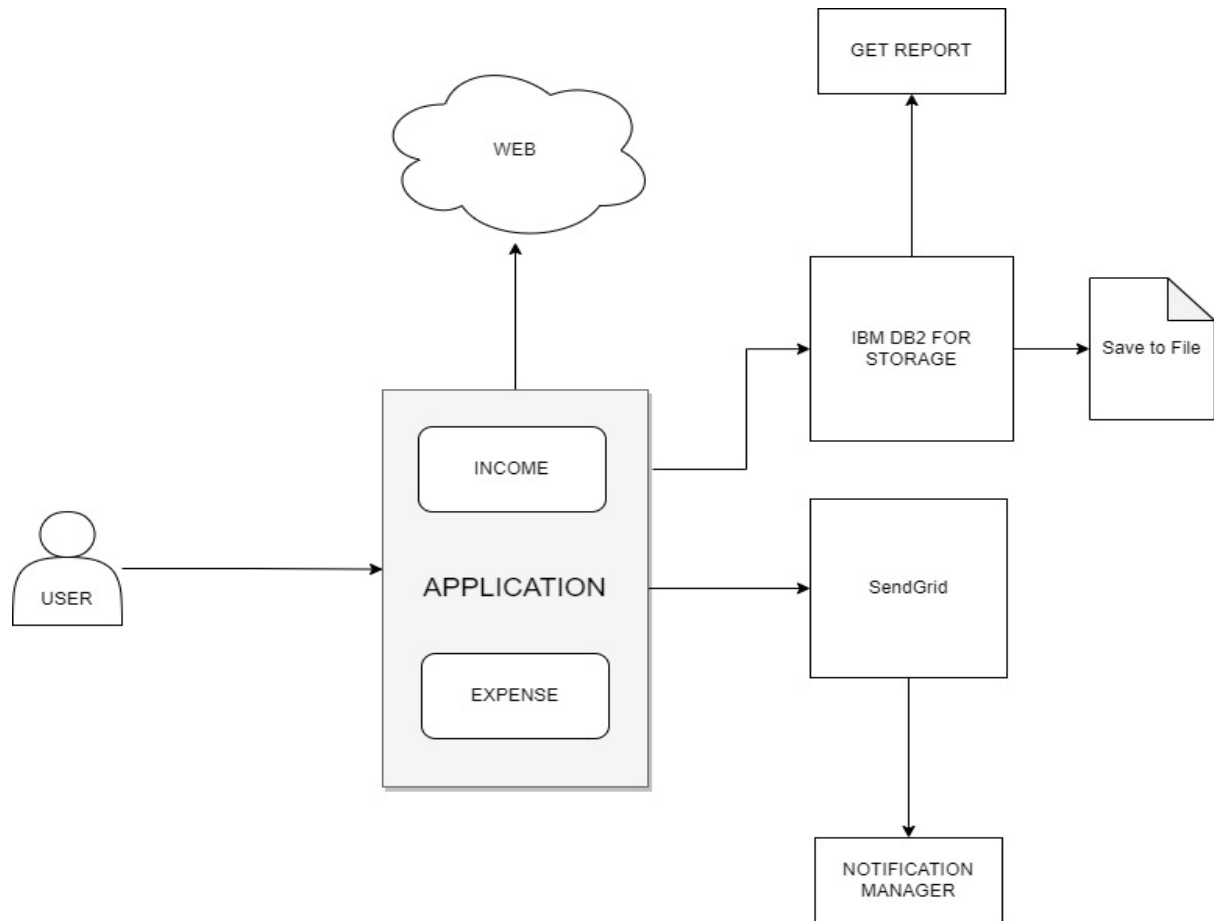 GET REPORT
WEB
IBM DB2 FOR
STORAGE
Save to File
INCOME
USER
APPLICATION
SendGrid
EXPENSE
NOTIFICATION
MANAGER